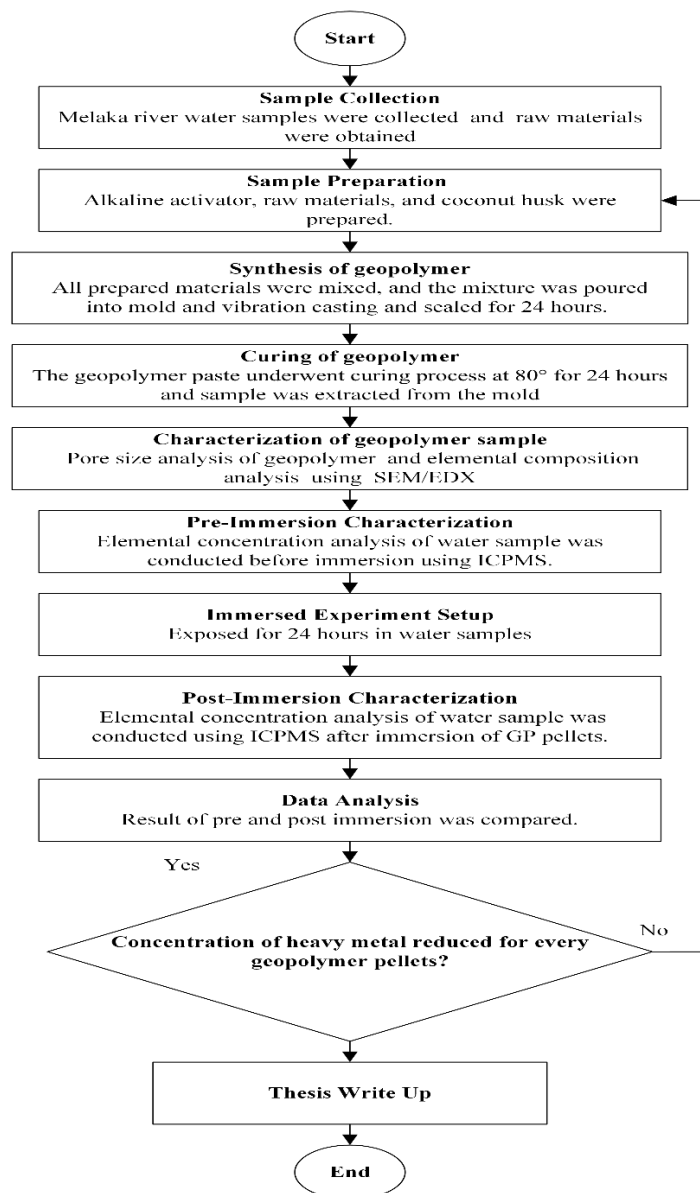 Start
Sample Collection
Melaka river water samples were collected and raw materials
were obtained
Sample Preparation
Alkaline activator, raw materials, and coconut husk were
prepared.
Synthesis of geopolymer
All prepared materials were mixed, and the mixture was poured
into mold and vibration casting and sealed for 24 hours.
Curing of geopolymer
The geopolymer paste underwent curing process at 80° for 24 hours
and sample was extracted from the mold
Characterization of geopolymer sample
Pore size analysis of geopolymer and elemental composition
analysis using SEM/EDX
Pre-Immersion Characterization
Elemental concentration analysis of water sample was
conducted before immersion using ICPMS.
Immersed Experiment Setup
Exposed for 24 hours in water samples
Post-Immersion Characterization
Elemental concentration analysis of water sample was
conducted using ICPMS after immersion of GP pellets.
Data Analysis
Result of pre and post immersion was compared.
Yes
No
Concentration of heavy metal reduced for every
geopolymer pellets?
Thesis Write Up
End